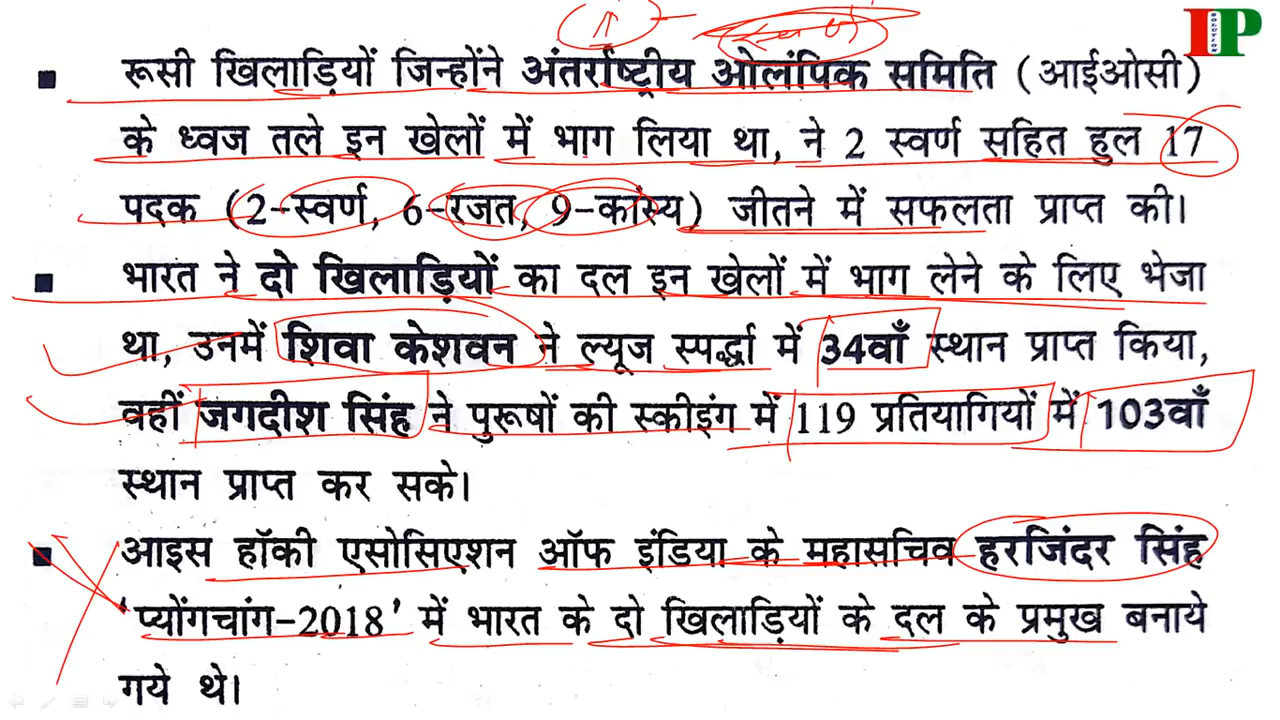 IP
SOLUTION
■ रूसी खिलाड़ियों जिन्होंने अंतर्राष्ट्रीय ओलंपिक समिति (आईओसी)
के ध्वज तले इन खेलों में भाग लिया था, ने 2 स्वर्ण सहित हुल 17
पदक (2-स्वर्ण, 6-रजत, 9-कांस्य) जीतने में सफलता प्राप्त की।
■ भारत ने दो खिलाड़ियों का दल इन खेलों में भाग लेने के लिए भेजा
था, उनमें शिवा केशवन ने ल्यूज स्पर्द्धा में 34वाँ स्थान प्राप्त किया,
वहीं जगदीश सिंह ने पुरूषों की स्कीइंग में 119 प्रतियागियों में 103वाँ
स्थान प्राप्त कर सके।
■ आइस हॉकी एसोसिएशन ऑफ इंडिया के महासचिव हरजिंदर सिंह
'प्योंगचांग-2018' में भारत के दो खिलाड़ियों के दल के प्रमुख बनाये
गये थे।